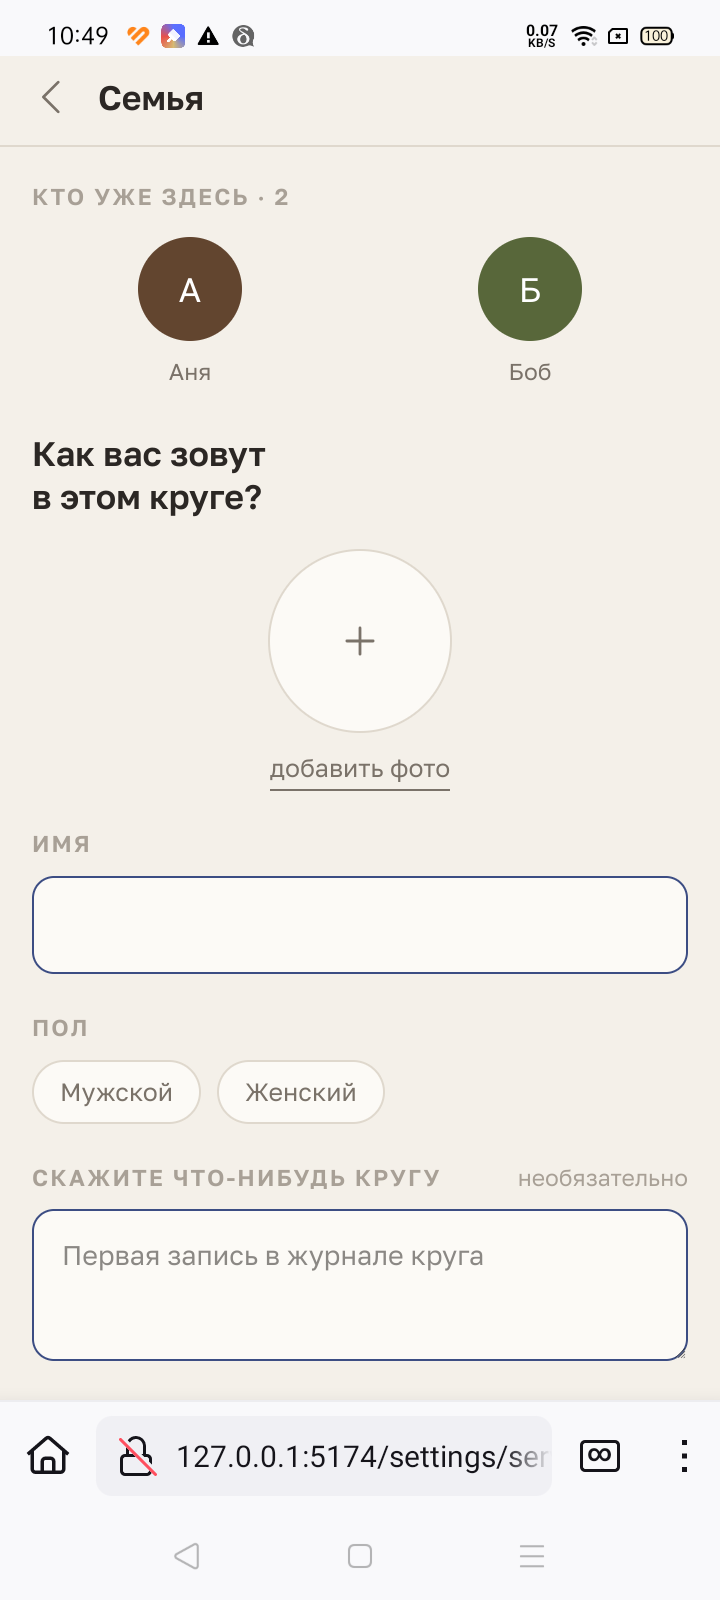 10:49
0.07
KB/S
100
Семья
КТО УЖЕ ЗДЕСЬ · 2
А
Б
Аня
Боб
Как вас зовут
в этом круге?
добавить фото
ИМЯ
ПОЛ
Мужской
Женский
СКАЖИТЕ ЧТО-НИБУДЬ КРУГУ
необязательно
Первая запись в журнале круга
127.0.0.1:5174/settings/ser